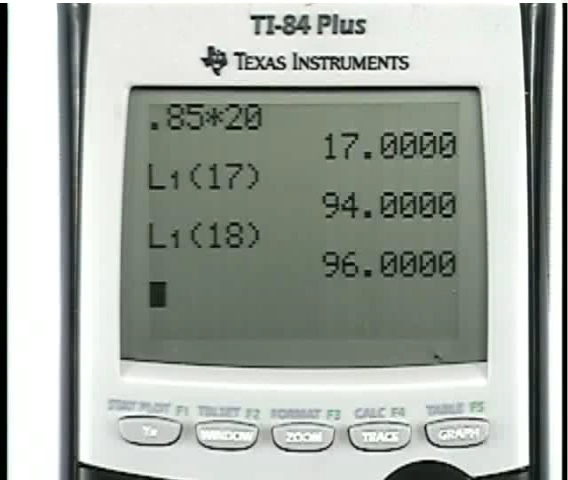 TI-84 Plus
TEXAS INSTRUMENTS
.85*20
17.0000
L₁(17)
94.0000
L₁(18)
96.0000
STAT PLOT F1 TBLSET F2 FORMAT F3 CALC F4 TABLE F5
Y= WINDOW ZOOM TRACE GRAPH